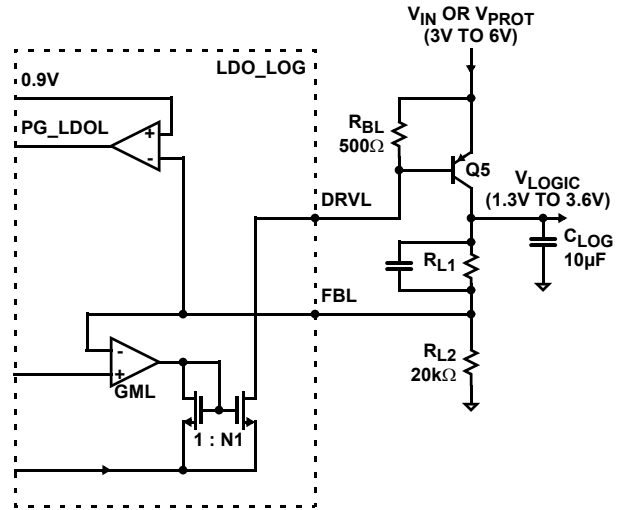 V_IN OR V_PROT
(3V TO 6V)
LDO_LOG
0.9V
PG_LDOL
+
-
R_BL
500Ω
Q5
V_LOGIC
(1.3V TO 3.6V)
DRVL
C_LOG
10µF
R_L1
FBL
-
+
GML
R_L2
20kΩ
1 : N1